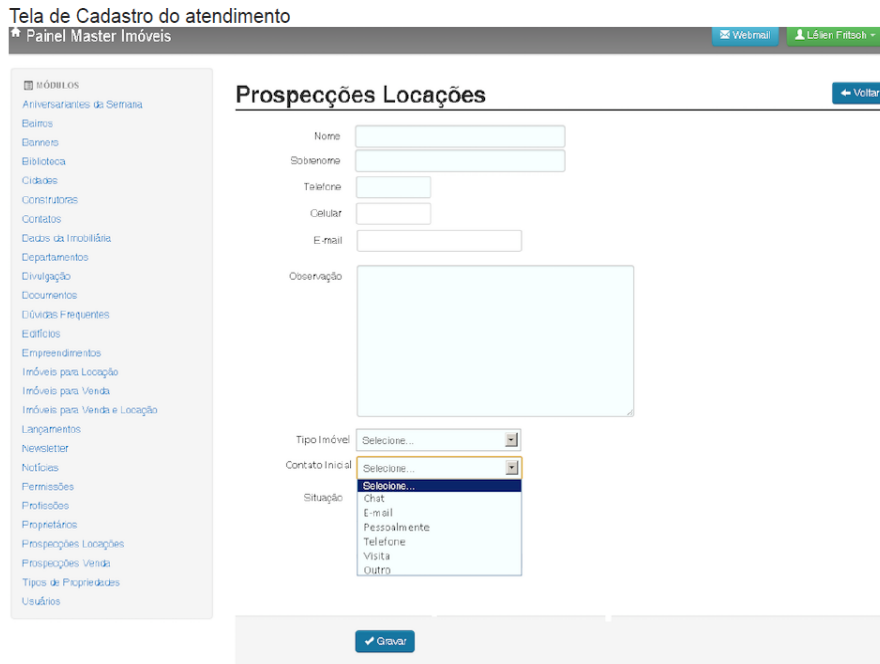 Tela de Cadastro do atendimento
Painel Master Imóveis
Webmail
Lélien Fritsch
MÓDULOS
Aniversariantes da Semana
Bairros
Banners
Biblioteca
Cidades
Construtoras
Contatos
Dados da Imobiliária
Departamentos
Divulgação
Documentos
Dúvidas Frequentes
Edifícios
Empreendimentos
Imóveis para Locação
Imóveis para Venda
Imóveis para Venda e Locação
Lançamentos
Newsletter
Notícias
Permissões
Profissões
Proprietários
Prospecções Locações
Prospecções Venda
Tipos de Propriedades
Usuários
Prospecções Locações
Voltar
Nome
Sobrenome
Telefone
Celular
E-mail
Observação
Tipo Imóvel Selecione...
Contato Inicial Selecione...
Situação
Selecione...
Chat
E-mail
Pessoalmente
Telefone
Visita
Outro
Gravar